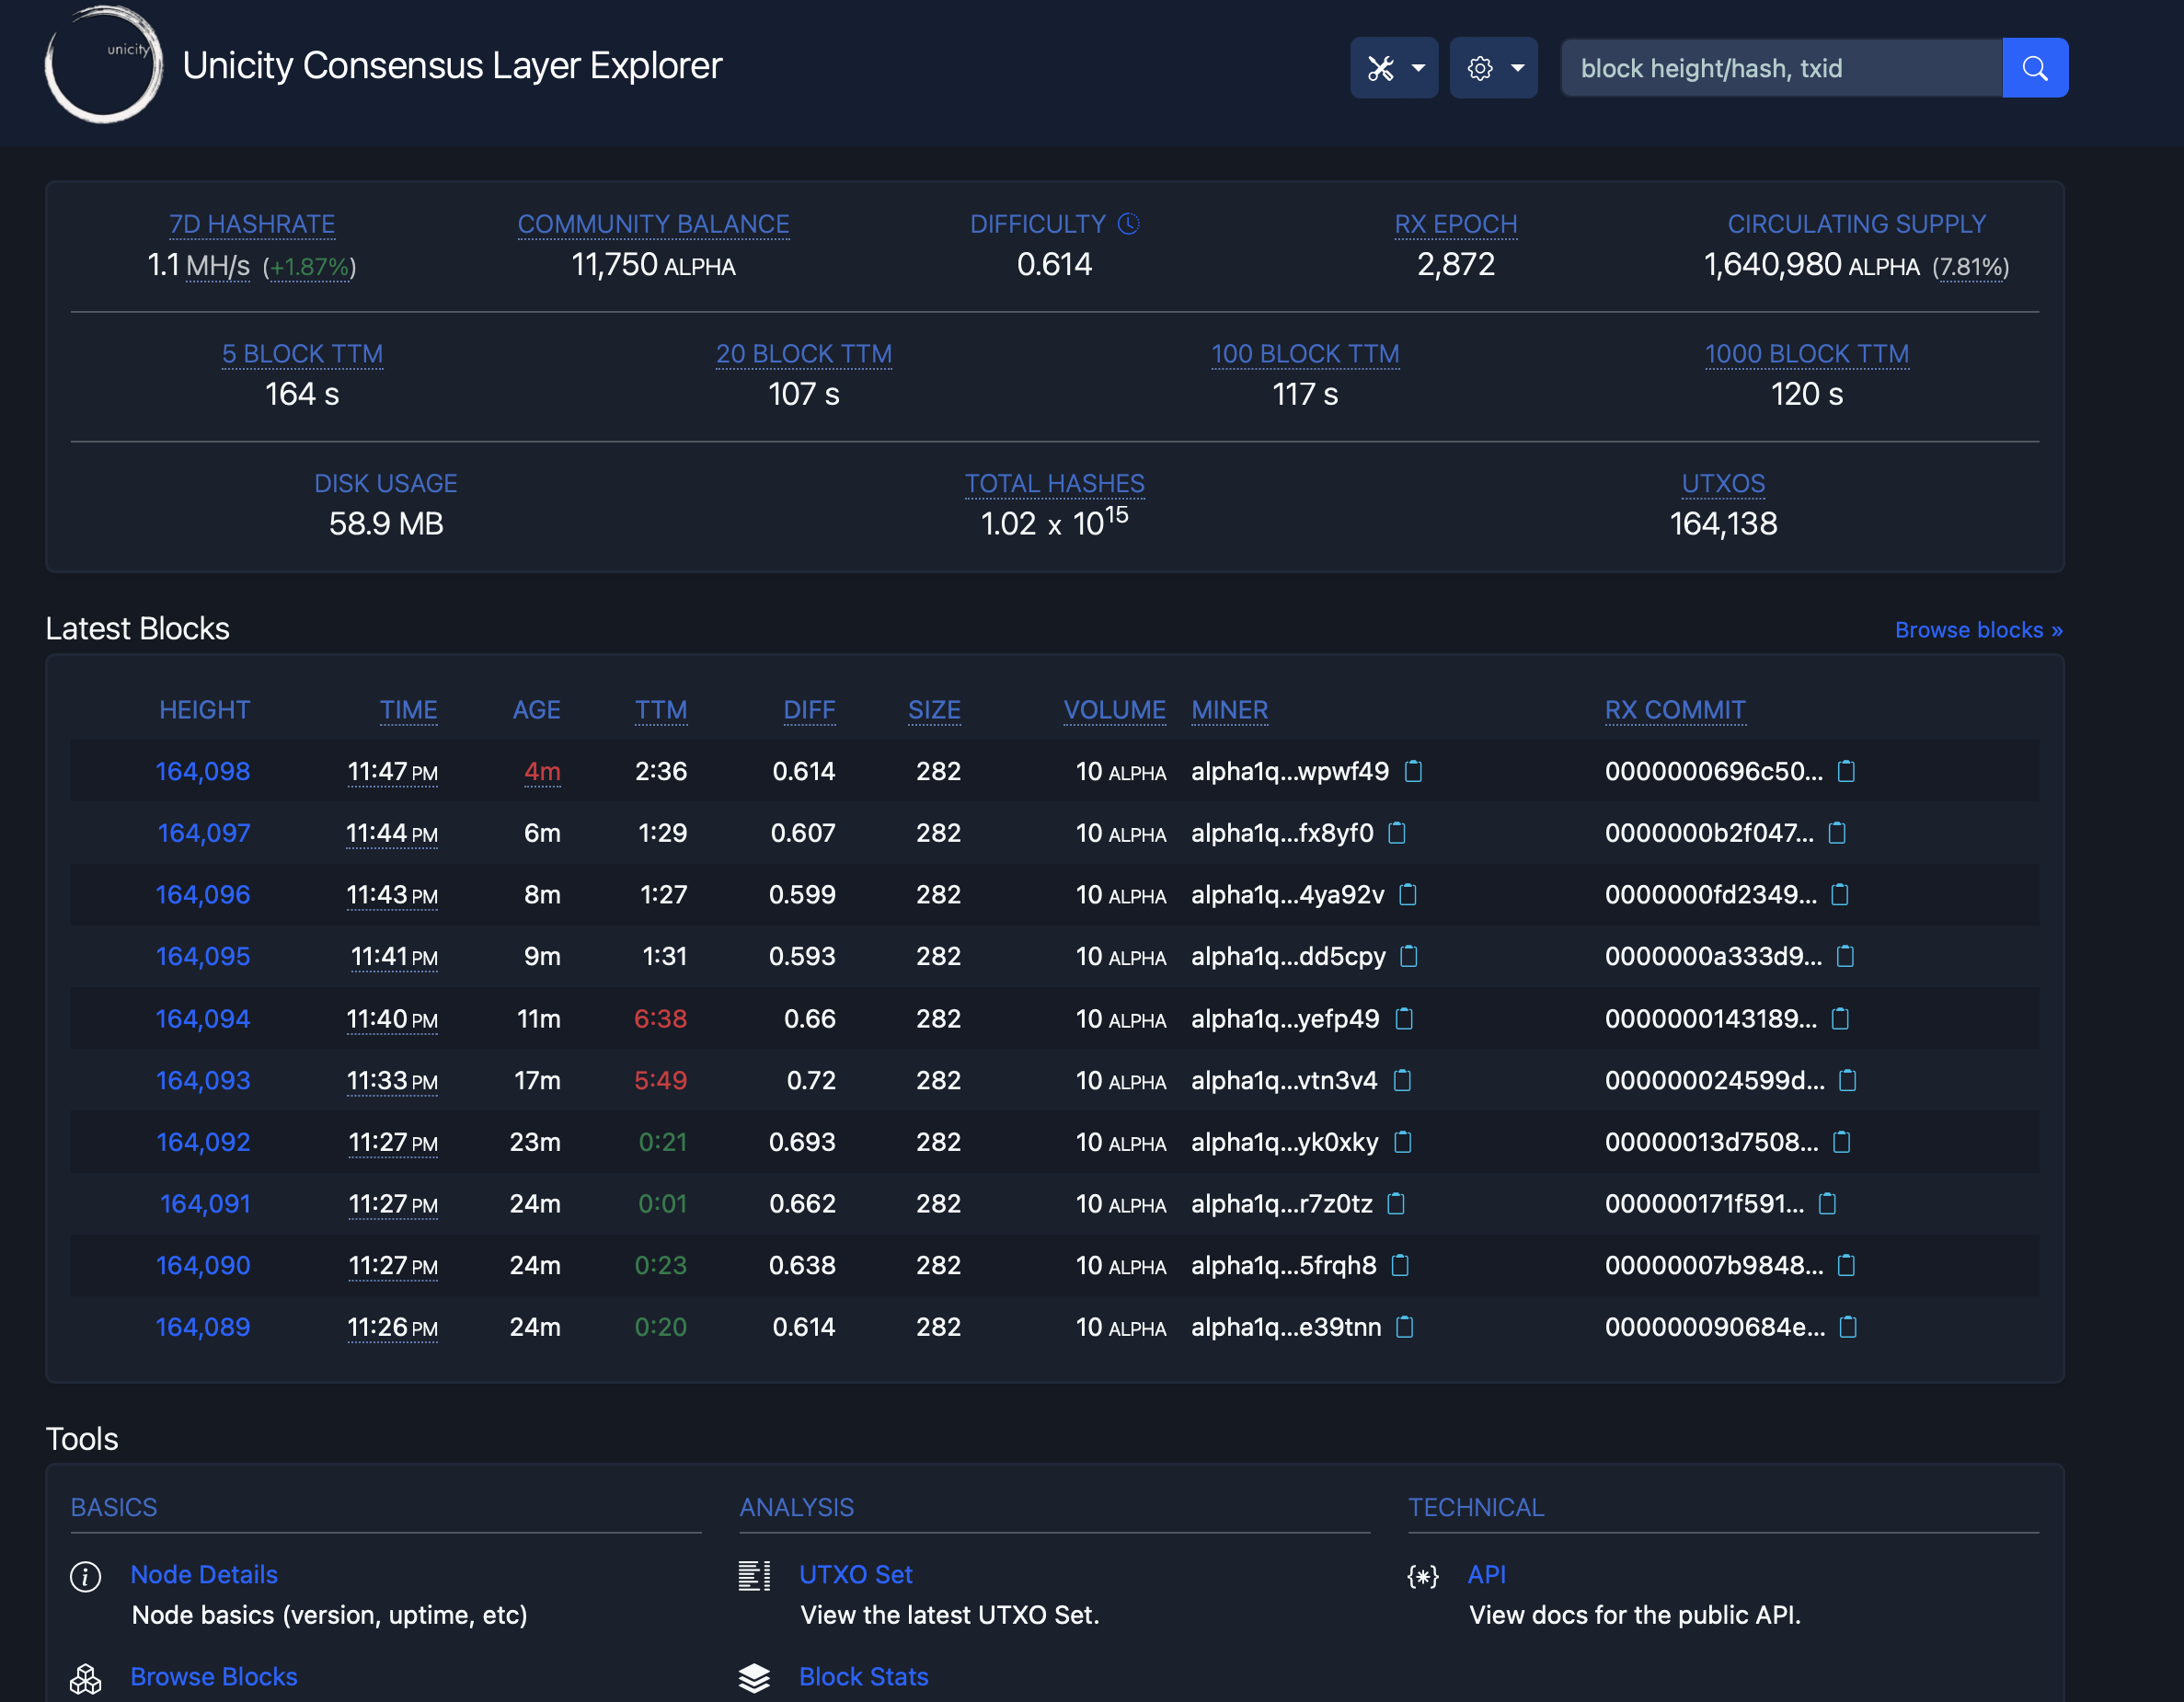 unicity
Unicity Consensus Layer Explorer
block height/hash, txid
7D HASHRATE COMMUNITY BALANCE DIFFICULTY RX EPOCH CIRCULATING SUPPLY
1.1 MH/s (+1.87%) 11,750 ALPHA 0.614 2,872 1,640,980 ALPHA (7.81%)
5 BLOCK TTM 20 BLOCK TTM 100 BLOCK TTM 1000 BLOCK TTM
164 s 107 s 117 s 120 s
DISK USAGE TOTAL HASHES UTXOS
58.9 MB 1.02 x 10^15 164,138
Latest Blocks Browse blocks »
HEIGHT TIME AGE TTM DIFF SIZE VOLUME MINER RX COMMIT
164,098 11:47 PM 4m 2:36 0.614 282 10 ALPHA alpha1q...wpwf49 0000000696c50...
164,097 11:44 PM 6m 1:29 0.607 282 10 ALPHA alpha1q...fx8yf0 0000000b2f047...
164,096 11:43 PM 8m 1:27 0.599 282 10 ALPHA alpha1q...4ya92v 0000000fd2349...
164,095 11:41 PM 9m 1:31 0.593 282 10 ALPHA alpha1q...dd5cpy 0000000a333d9...
164,094 11:40 PM 11m 6:38 0.66 282 10 ALPHA alpha1q...yefp49 0000000143189...
164,093 11:33 PM 17m 5:49 0.72 282 10 ALPHA alpha1q...vtn3v4 000000024599d...
164,092 11:27 PM 23m 0:21 0.693 282 10 ALPHA alpha1q...yk0xky 00000013d7508...
164,091 11:27 PM 24m 0:01 0.662 282 10 ALPHA alpha1q...r7z0tz 000000171f591...
164,090 11:27 PM 24m 0:23 0.638 282 10 ALPHA alpha1q...5frqh8 00000007b9848...
164,089 11:26 PM 24m 0:20 0.614 282 10 ALPHA alpha1q...e39tnn 000000090684e...
Tools
BASICS ANALYSIS TECHNICAL
Node Details UTXO Set API
Node basics (version, uptime, etc) View the latest UTXO Set. View docs for the public API.
Browse Blocks Block Stats